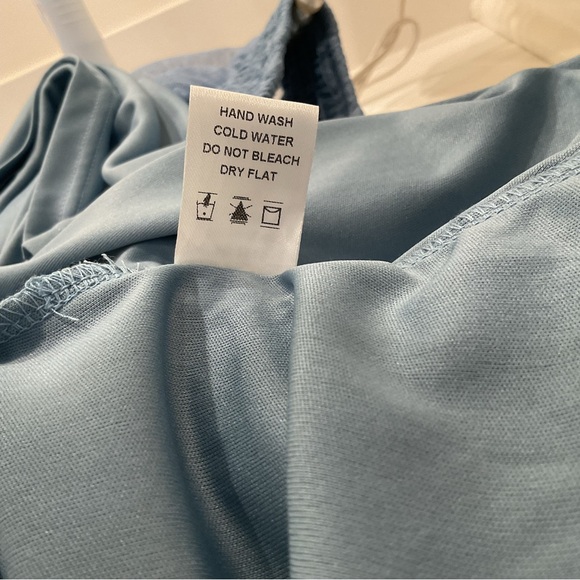 HAND WASH
COLD WATER
DO NOT BLEACH
DRY FLAT